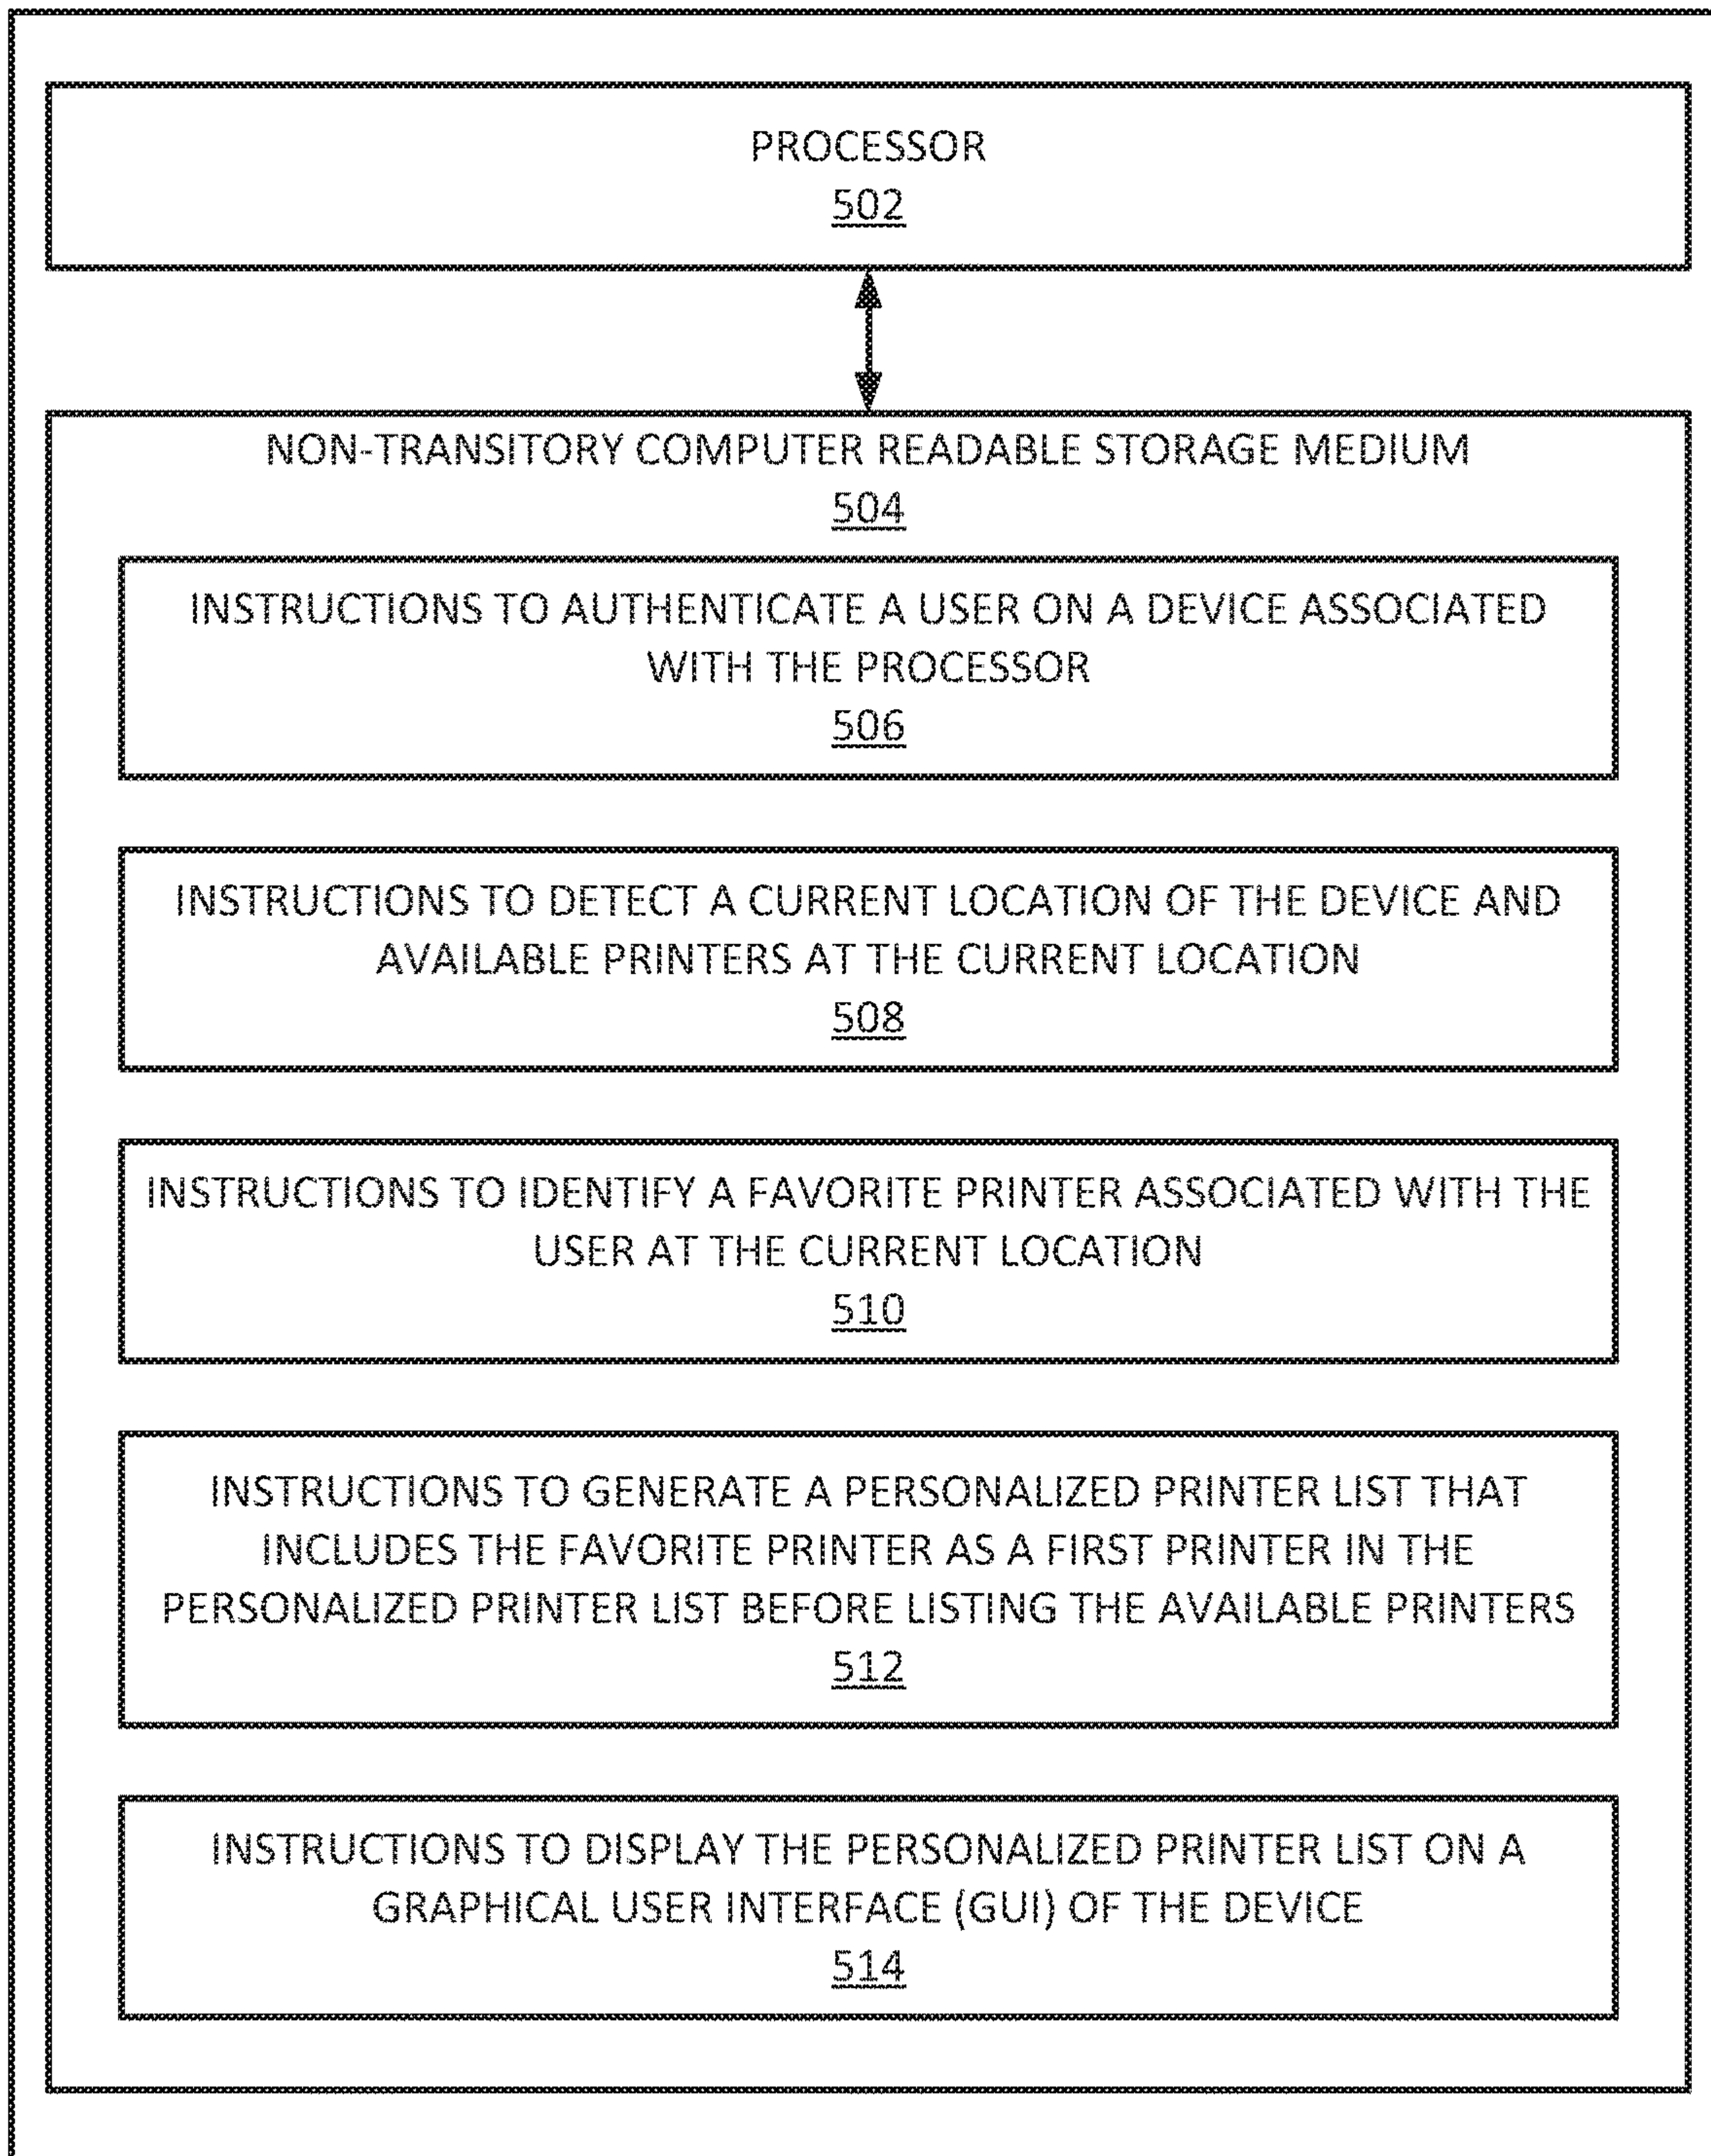 PROCESSOR
502
NON-TRANSITORY COMPUTER READABLE STORAGE MEDIUM
504
INSTRUCTIONS TO AUTHENTICATE A USER ON A DEVICE ASSOCIATED
WITH THE PROCESSOR
506
INSTRUCTIONS TO DETECT A CURRENT LOCATION OF THE DEVICE AND
AVAILABLE PRINTERS AT THE CURRENT LOCATION
508
INSTRUCTIONS TO IDENTIFY A FAVORITE PRINTER ASSOCIATED WITH THE
USER AT THE CURRENT LOCATION
510
INSTRUCTIONS TO GENERATE A PERSONALIZED PRINTER LIST THAT
INCLUDES THE FAVORITE PRINTER AS A FIRST PRINTER IN THE
PERSONALIZED PRINTER LIST BEFORE LISTING THE AVAILABLE PRINTERS
512
INSTRUCTIONS TO DISPLAY THE PERSONALIZED PRINTER LIST ON A
GRAPHICAL USER INTERFACE (GUI) OF THE DEVICE
514